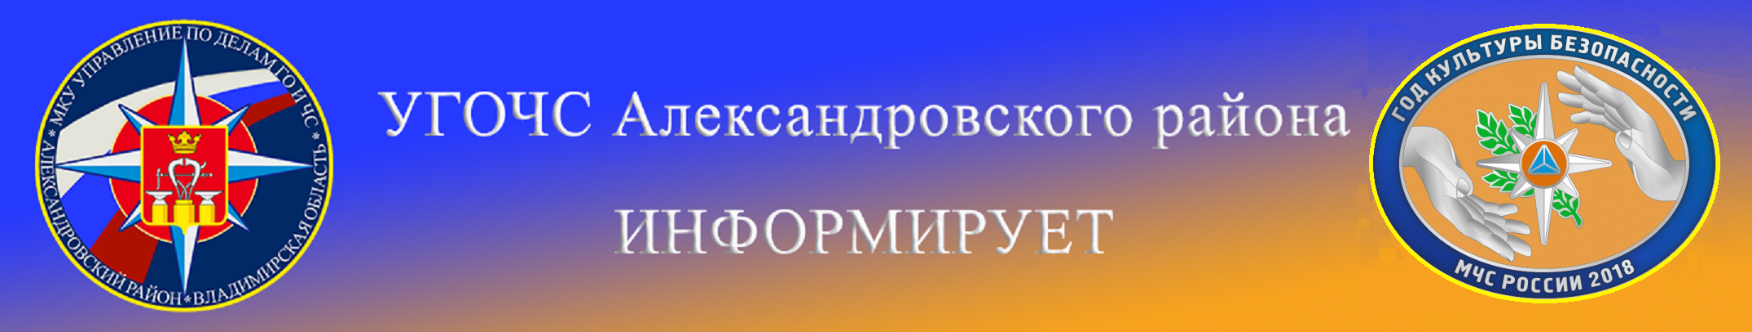 МКУ УПРАВЛЕНИЕ ПО ДЕЛАМ ГО И ЧС
* АЛЕКСАНДРОВСКИЙ РАЙОН * ВЛАДИМИРСКАЯ ОБЛАСТЬ *
УГОЧС Александровского района
ИНФОРМИРУЕТ
ГОД КУЛЬТУРЫ БЕЗОПАСНОСТИ
МЧС РОССИИ 2018